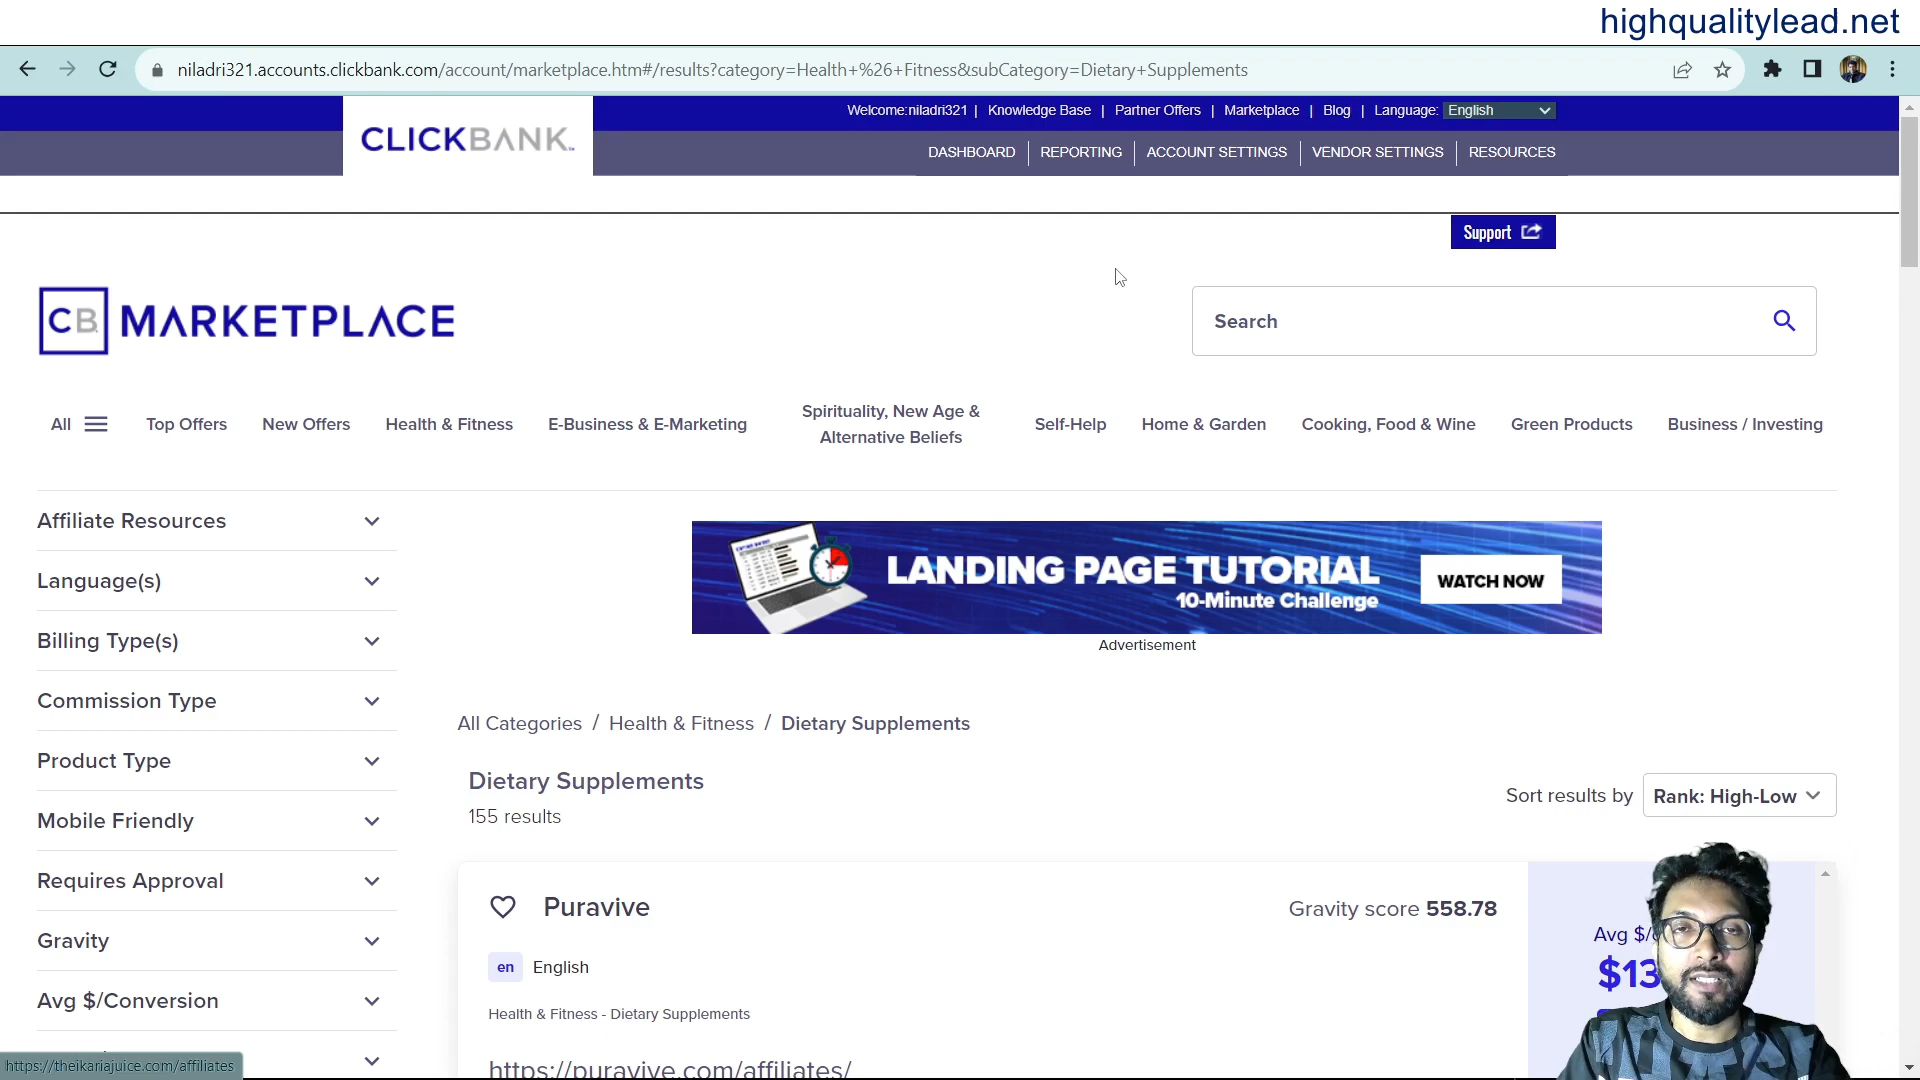 highqualitylead.net
niladri321.accounts.clickbank.com/account/marketplace.htm#/results?category=Health+%26+Fitness&subCategory=Dietary+Supplements
Welcome:niladri321 | Knowledge Base | Partner Offers | Marketplace | Blog | Language: English
CLICKBANK
DASHBOARD REPORTING ACCOUNT SETTINGS VENDOR SETTINGS RESOURCES
Support
CB MARKETPLACE
Search
All Top Offers New Offers Health & Fitness E-Business & E-Marketing Spirituality, New Age &
Alternative Beliefs Self-Help Home & Garden Cooking, Food & Wine Green Products Business / Investing
Affiliate Resources
Language(s)
Billing Type(s)
Commission Type
Product Type
Mobile Friendly
Requires Approval
Gravity
Avg $/Conversion
LANDING PAGE TUTORIAL
10-Minute Challenge
WATCH NOW
Advertisement
All Categories / Health & Fitness / Dietary Supplements
Dietary Supplements
155 results
Sort results by Rank: High-Low
Puravive
Gravity score 558.78
Avg $/
$13
en English
Health & Fitness - Dietary Supplements
https://puravive.com/affiliates/
https://theikariajuice.com/affiliates